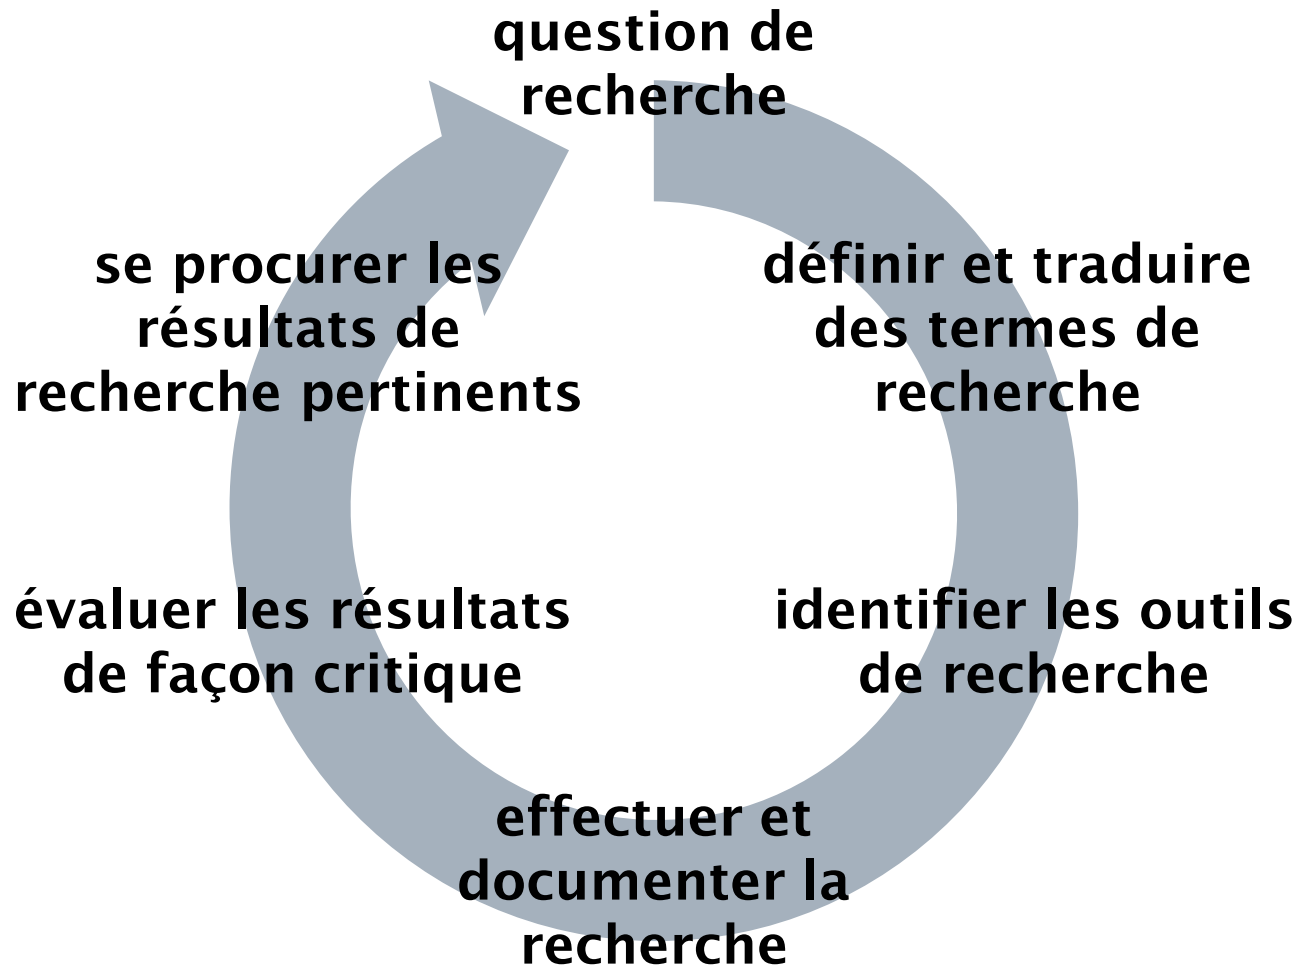 question de
recherche
définir et traduire
des termes de
recherche
identifier les outils
de recherche
effectuer et
documenter la
recherche
évaluer les résultats
de façon critique
se procurer les
résultats de
recherche pertinents